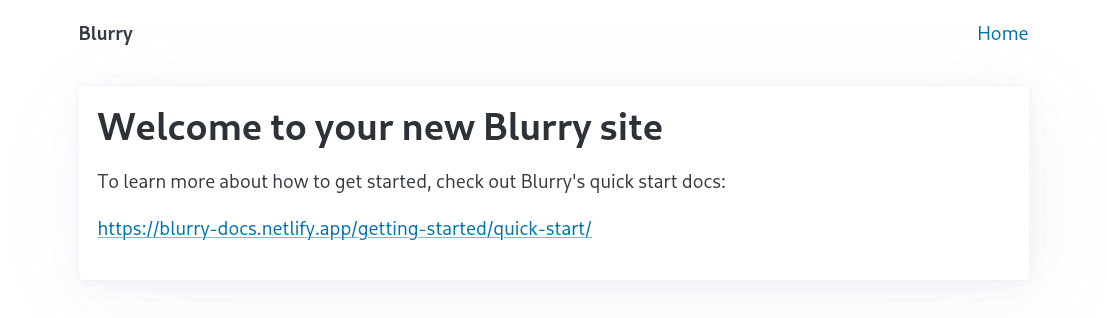 Blurry
Home
Welcome to your new Blurry site
To learn more about how to get started, check out Blurry's quick start docs:
https://blurry-docs.netlify.app/getting-started/quick-start/